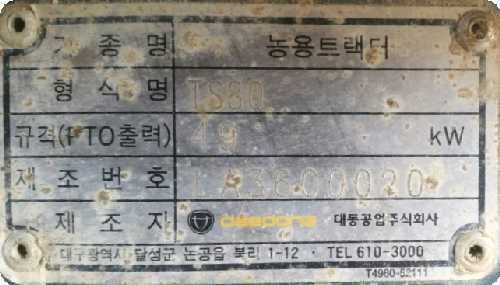 기종명 농용트랙터
형식명 TS80
규격(PTO출력) 49 kW
제조번호 LA3600020
제조자 daedong 대동공업주식회사
대구광역시 달성군 논공읍 북리 1-12 · TEL 610-3000
T4960-52111